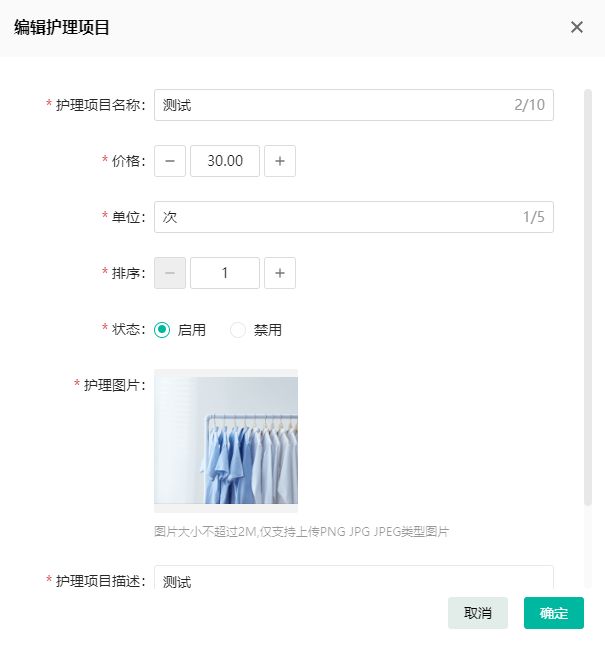 编辑护理项目
* 护理项目名称: 测试 2/10
* 价格: 30.00
* 单位: 次 1/5
* 排序: 1
* 状态: 启用 禁用
* 护理图片:
图片大小不超过2M,仅支持上传PNG JPG JPEG类型图片
* 护理项目描述: 测试
取消 确定